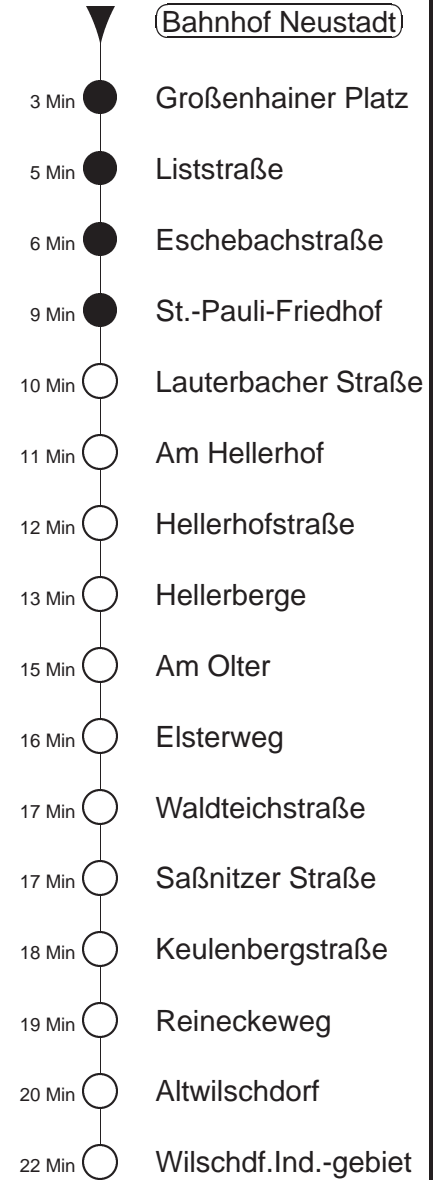 Bahnhof Neustadt
3 Min Großenhainer Platz
5 Min Liststraße
6 Min Eschebachstraße
9 Min St.-Pauli-Friedhof
10 Min Lauterbacher Straße
11 Min Am Hellerhof
12 Min Hellerhofstraße
13 Min Hellerberge
15 Min Am Olter
16 Min Elsterweg
17 Min Waldteichstraße
17 Min Saßnitzer Straße
18 Min Keulenbergstraße
19 Min Reineckeweg
20 Min Altwilschdorf
22 Min Wilschdf.Ind.-gebiet